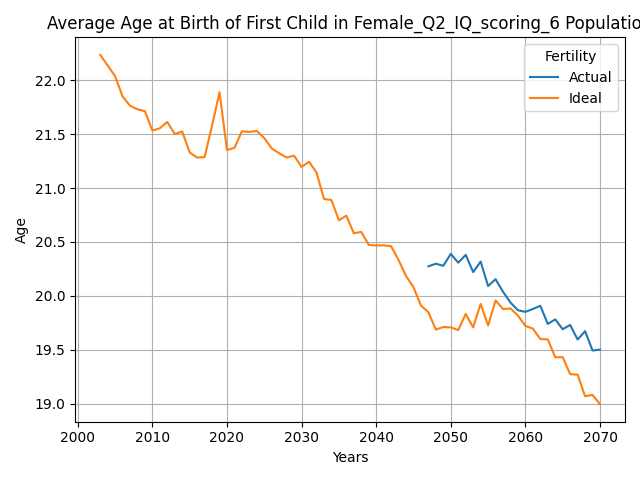 Average Age at Birth of First Child in Female_Q2_IQ_scoring_6 Populatio
Fertility
Actual
Ideal
22.0
21.5
21.0
20.5
20.0
19.5
19.0
Age
2000 2010 2020 2030 2040 2050 2060 2070
Years